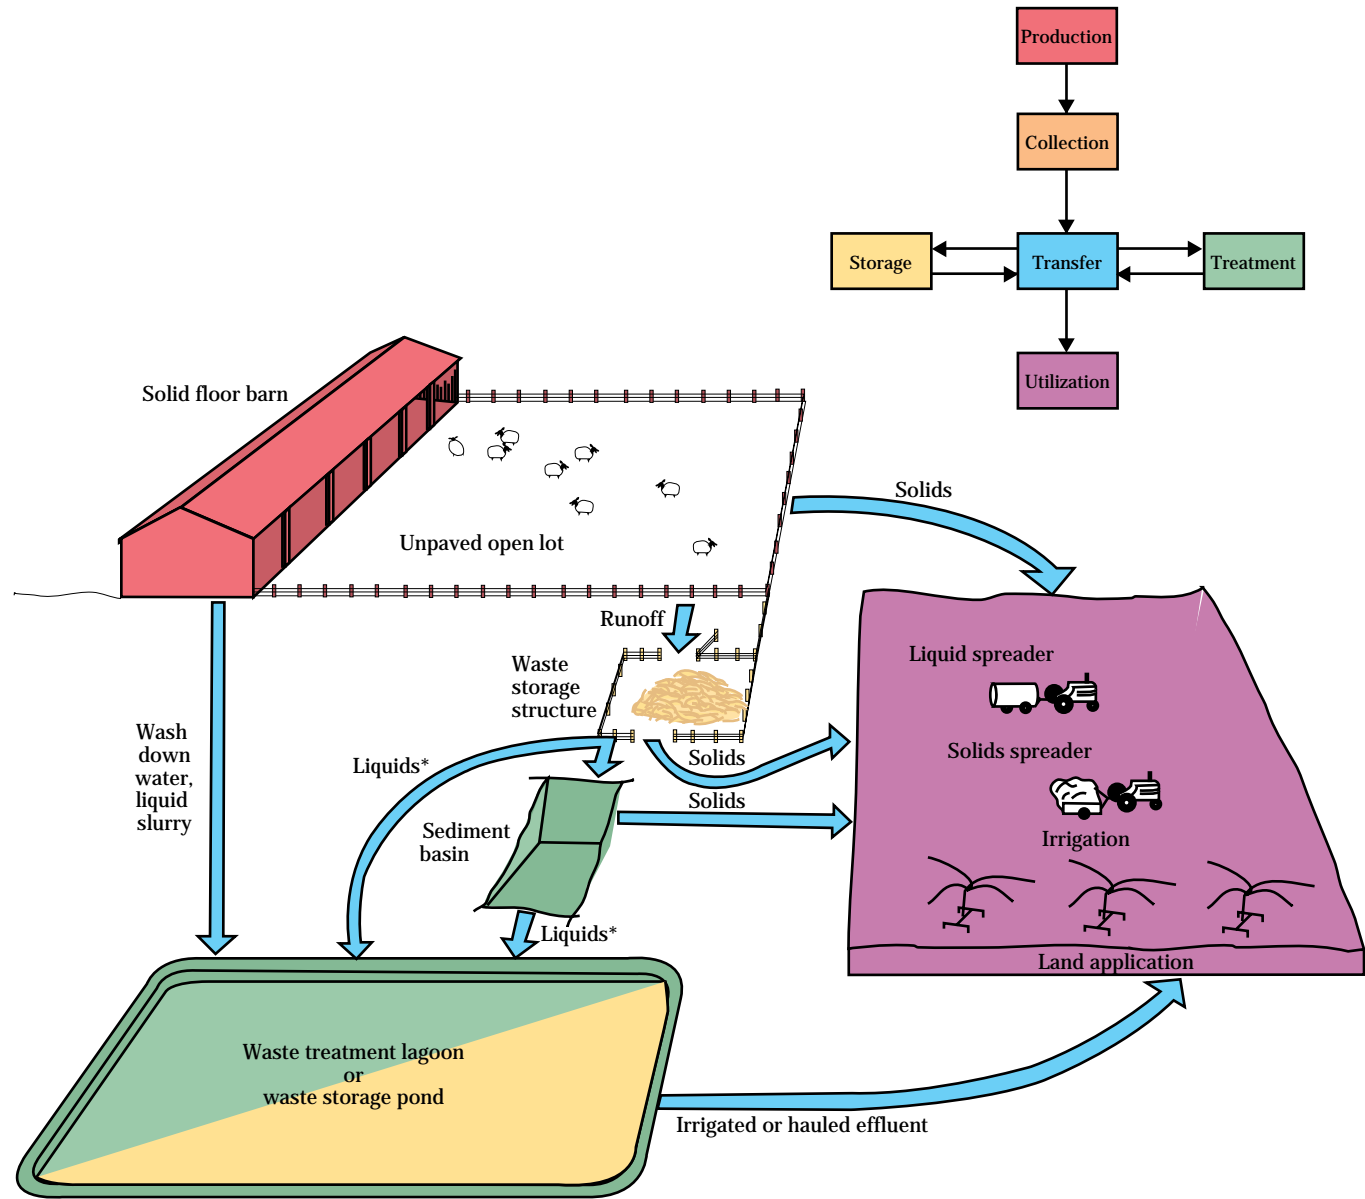 Production
Collection
Storage
Transfer
Treatment
Utilization
Solid floor barn
Solids
Unpaved open lot
Runoff
Liquid spreader
Waste
storage
structure
Wash
down
water,
liquid
slurry
Liquids*
Solids
Solids spreader
Solids
Sediment
basin
Irrigation
Liquids*
Land application
Waste treatment lagoon
or
waste storage pond
Irrigated or hauled effluent